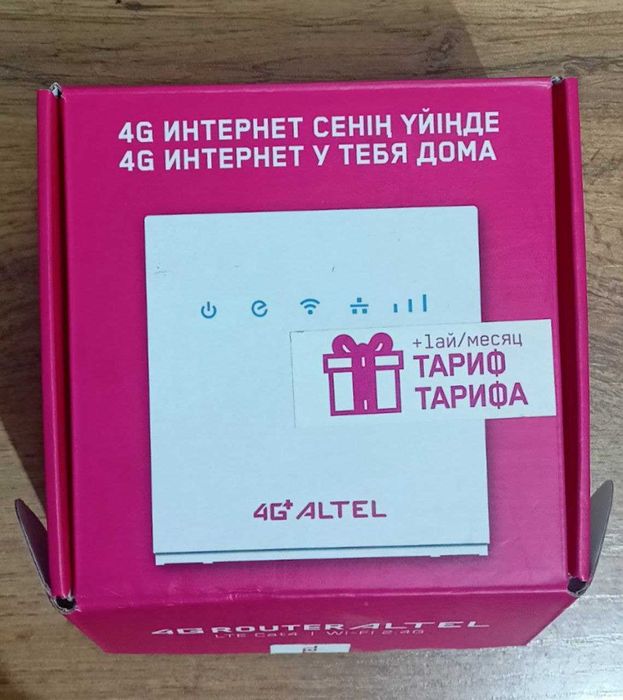 4G ИНТЕРНЕТ СЕНІҢ ҮЙІҢДЕ
4G ИНТЕРНЕТ У ТЕБЯ ДОМА
+1ай/месяц
ТАРИФ
ТАРИФА
4G+ ALTEL
4G ROUTER ALTEL
LTE Cat4 | Wi-Fi 2.4G